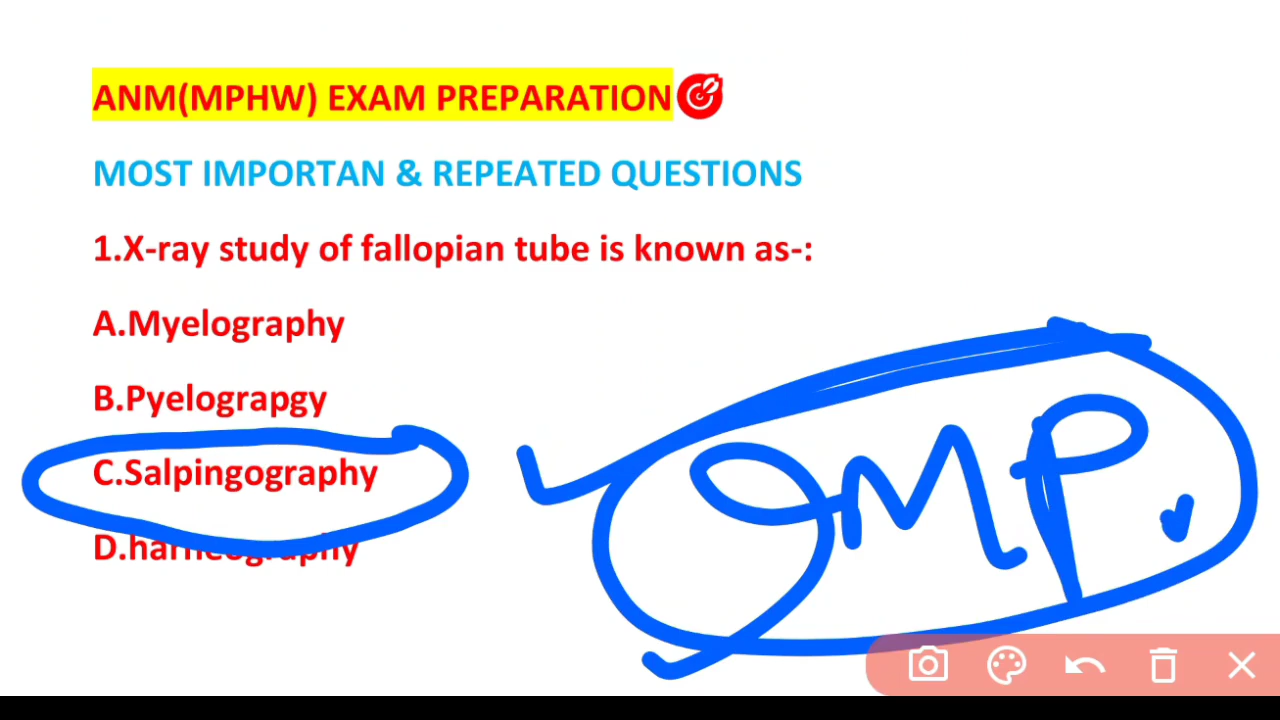 ANM(MPHW) EXAM PREPARATION
MOST IMPORTAN & REPEATED QUESTIONS
1.X-ray study of fallopian tube is known as-:
A.Myelography
B.Pyelograpgy
C.Salpingography
IMP.